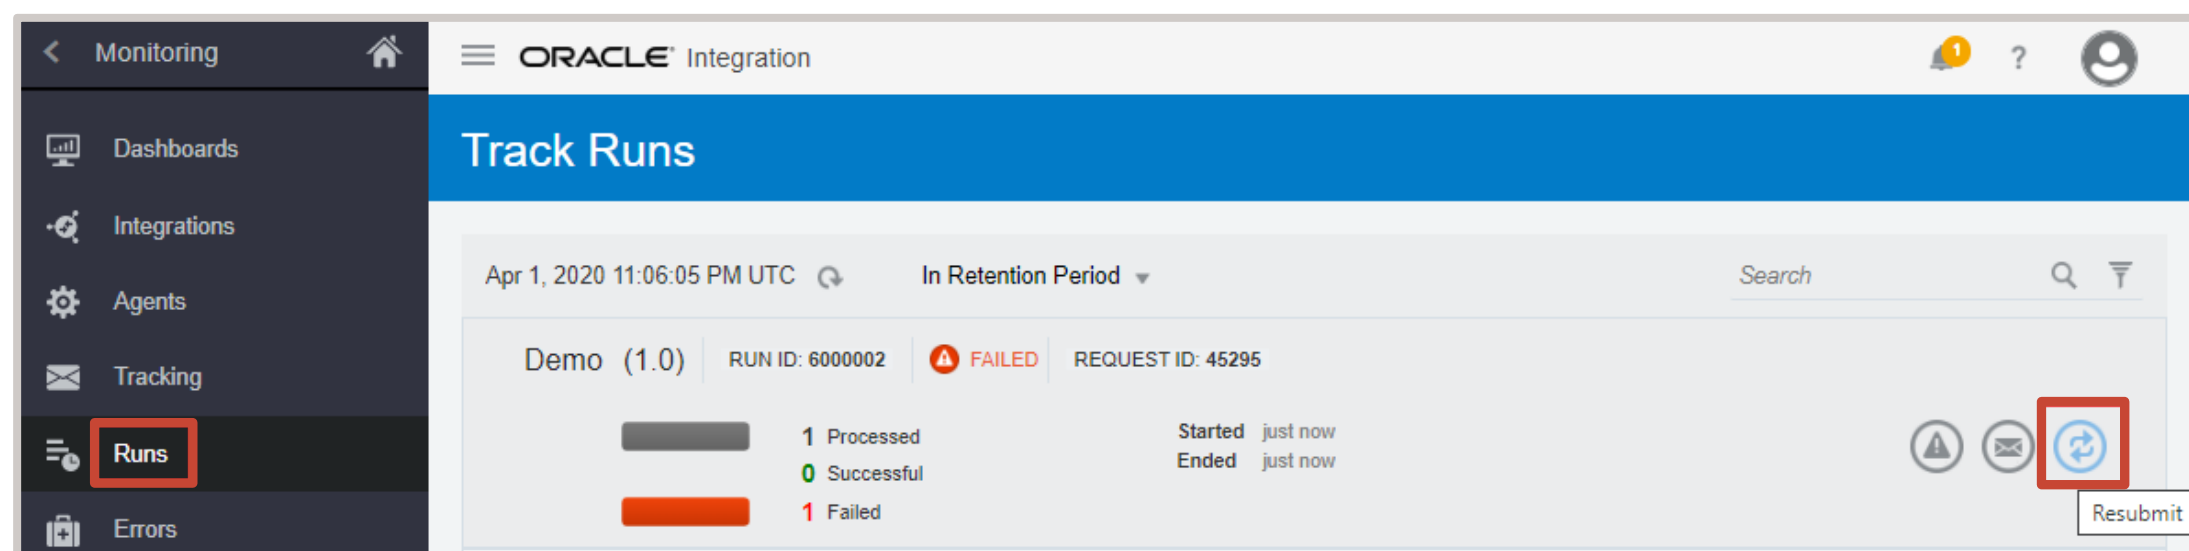 Monitoring
ORACLE Integration
1
?
Dashboards
Track Runs
Integrations
Apr 1, 2020 11:06:05 PM UTC
In Retention Period
Search
Agents
Demo (1.0)
RUN ID: 6000002
FAILED
REQUEST ID: 45295
Tracking
1 Processed
Started just now
Runs
Ended just now
0 Successful
1 Failed
Resubmit
Errors